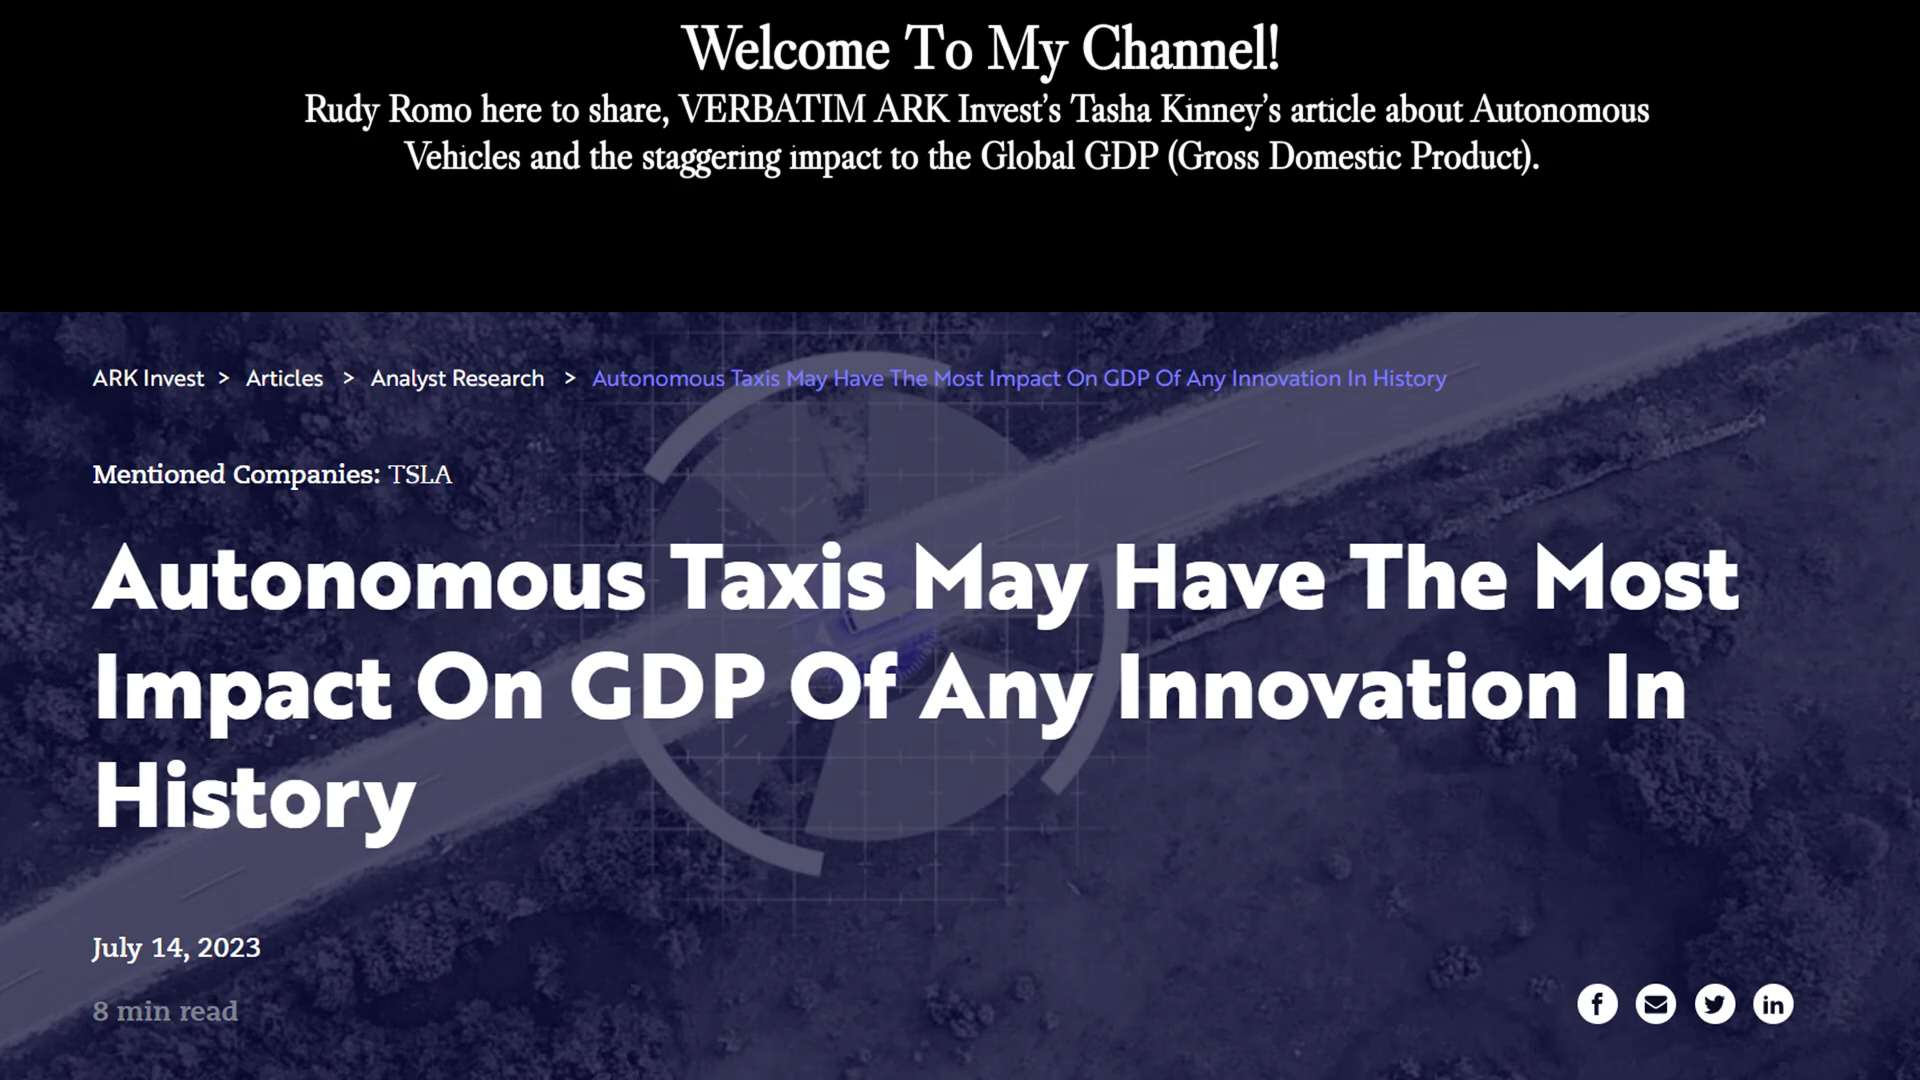 Welcome To My Channel!
Rudy Romo here to share, VERBATIM ARK Invest's Tasha Kinney's article about Autonomous
Vehicles and the staggering impact to the Global GDP (Gross Domestic Product).
ARK Invest > Articles > Analyst Research > Autonomous Taxis May Have The Most Impact On GDP Of Any Innovation In History
Mentioned Companies: TSLA
Autonomous Taxis May Have The Most
Impact On GDP Of Any Innovation In
History
July 14, 2023
8 min read